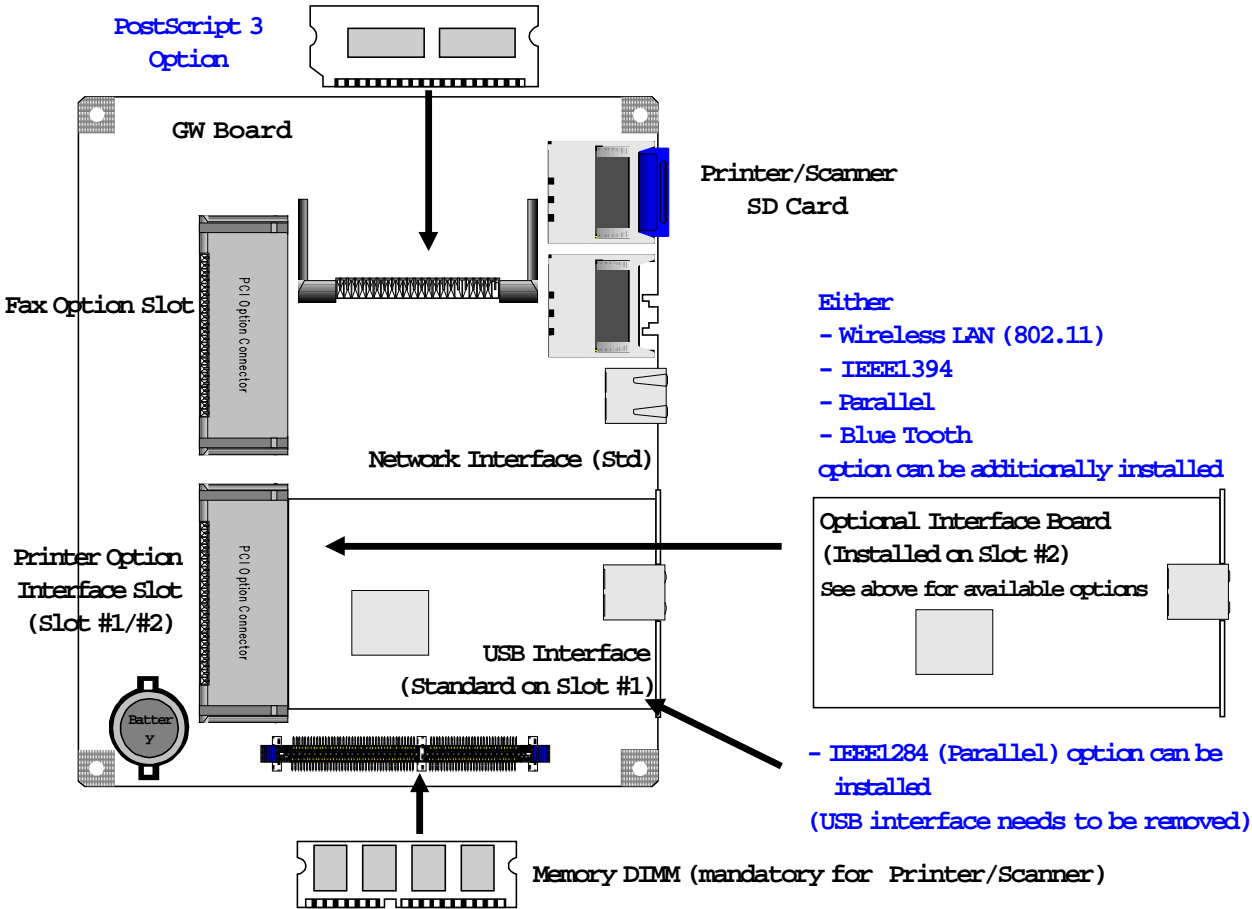 PostScript 3
Option
GW Board
Printer/Scanner
SD Card
Fax Option Slot
PCI Option Connector
Either
- Wireless LAN (802.11)
- IEEE1394
- Parallel
- Blue Tooth
option can be additionally installed
Network Interface (Std)
Printer Option
Interface Slot
(Slot #1/#2)
PCI Option Connector
Optional Interface Board
(Installed on Slot #2)
See above for available options
USB Interface
(Standard on Slot #1)
Batter
y
- IEEE1284 (Parallel) option can be
installed
(USB interface needs to be removed)
Memory DIMM (mandatory for Printer/Scanner)